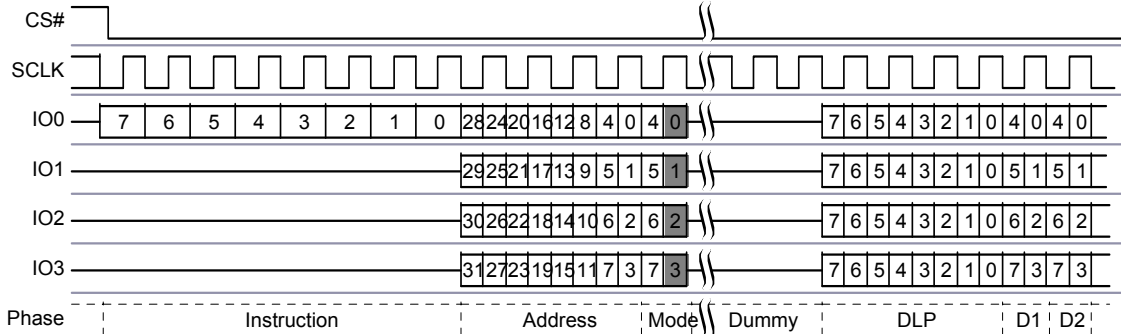 CS#
SCLK
IO0 7 6 5 4 3 2 1 0 28 24 20 16 12 8 4 0 4 0 7 6 5 4 3 2 1 0 4 0 4 0
IO1 29 25 21 17 13 9 5 1 5 1 7 6 5 4 3 2 1 0 5 1 5 1
IO2 30 26 22 18 14 10 6 2 6 2 7 6 5 4 3 2 1 0 6 2 6 2
IO3 31 27 23 19 15 11 7 3 7 3 7 6 5 4 3 2 1 0 7 3 7 3
Phase Instruction Address Mode Dummy DLP D1 D2